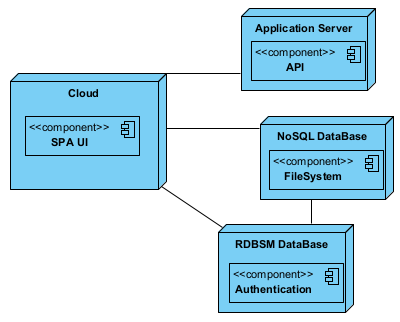 Application Server
<<component>>
API
Cloud
<<component>>
SPA UI
NoSQL DataBase
<<component>>
FileSystem
RDBSM DataBase
<<component>>
Authentication